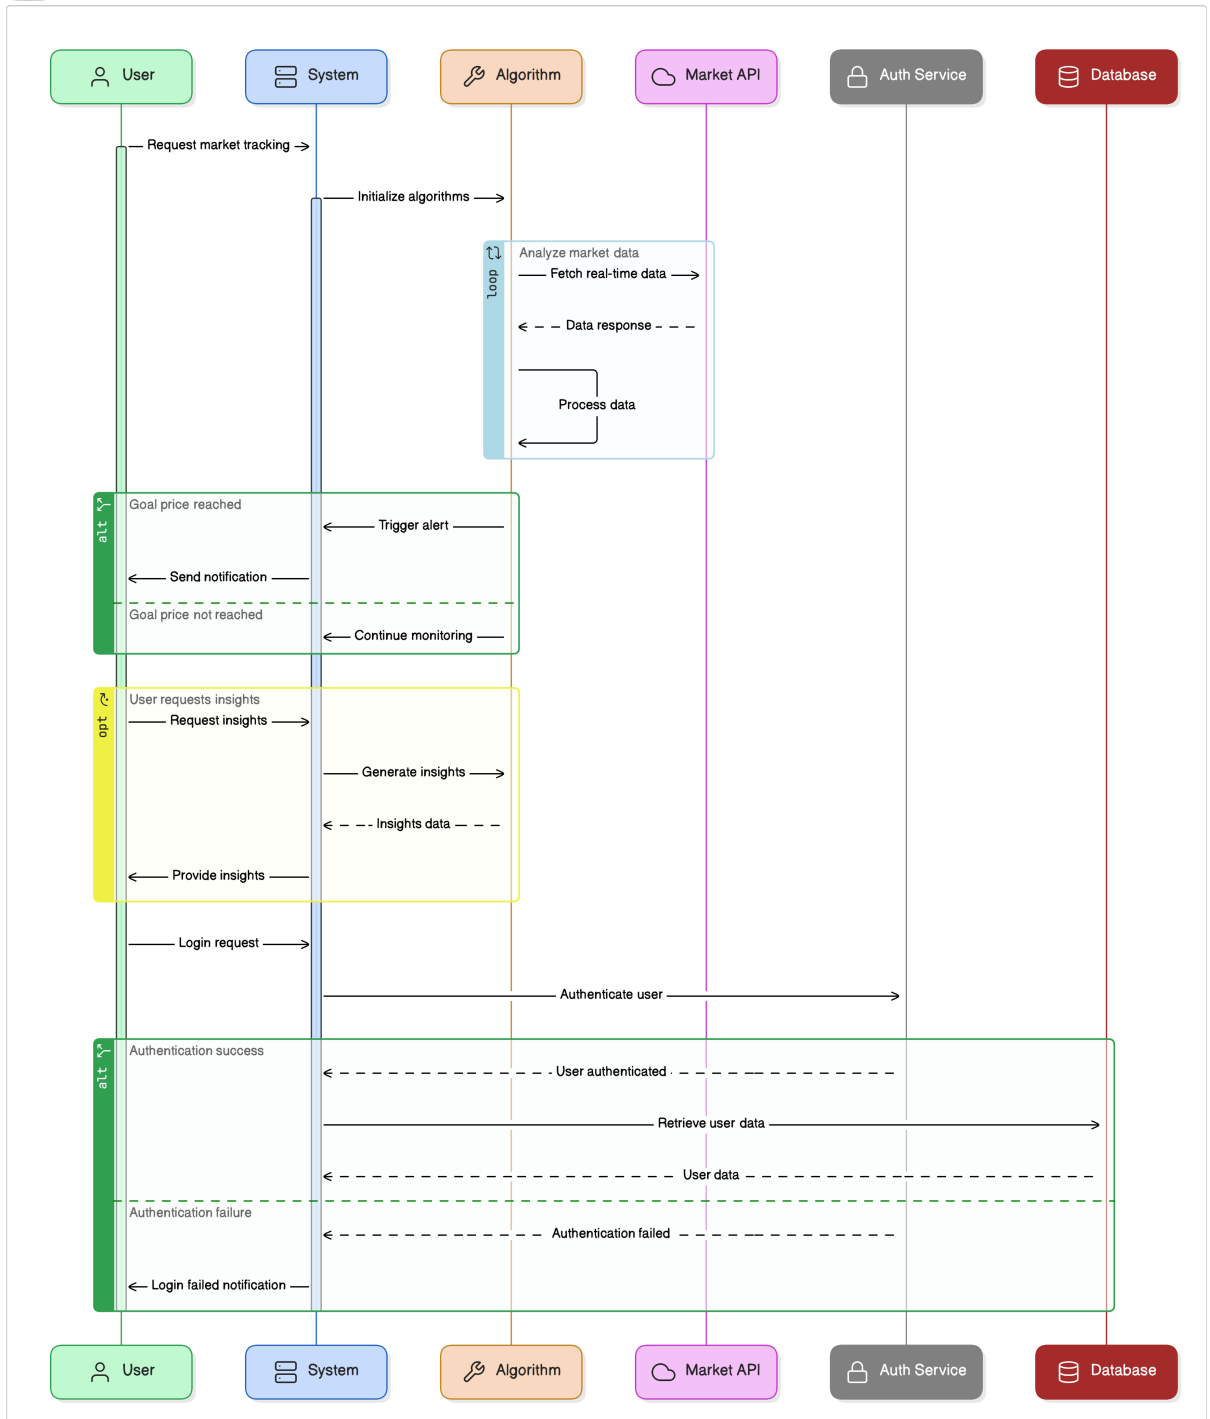 User
System
Algorithm
Market API
Auth Service
Database
Request market tracking
Initialize algorithms
loop
Analyze market data
Fetch real-time data
Data response
Process data
alt
Goal price reached
Trigger alert
Send notification
Goal price not reached
Continue monitoring
opt
User requests insights
Request insights
Generate insights
Insights data
Provide insights
Login request
Authenticate user
alt
Authentication success
User authenticated
Retrieve user data
User data
Authentication failure
Authentication failed
Login failed notification
User
System
Algorithm
Market API
Auth Service
Database